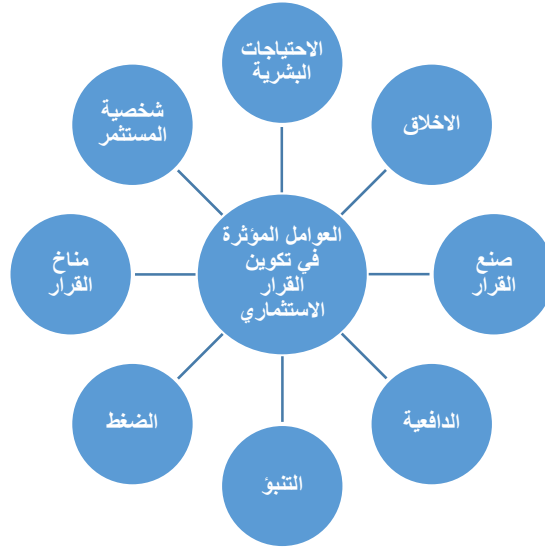 الاحتياجات
البشرية
الاخلاق
صنع
القرار
الدافعية
التنبؤ
الضغط
مناخ
القرار
شخصية
المستثمر
العوامل المؤثرة
في تكوين
القرار
الاستثماري